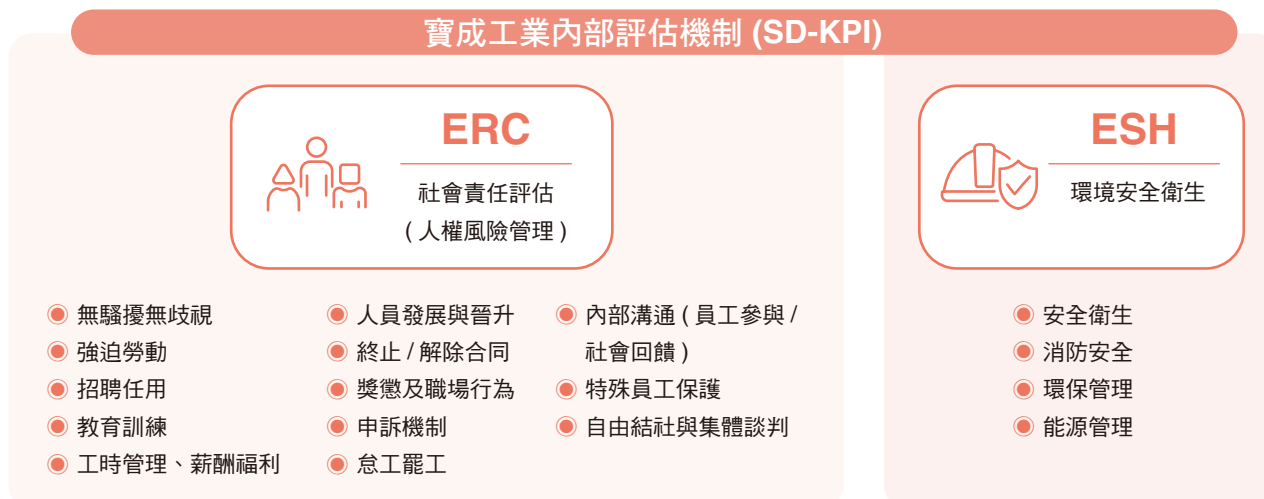 寶成工業內部評估機制 (SD-KPI)
ERC
社會責任評估
( 人權風險管理 )
無騷擾無歧視
強迫勞動
招聘任用
教育訓練
工時管理、薪酬福利
人員發展與晉升
終止 / 解除合同
獎懲及職場行為
申訴機制
怠工罷工
內部溝通 ( 員工參與 /
社會回饋 )
特殊員工保護
自由結社與集體談判
ESH
環境安全衛生
安全衛生
消防安全
環保管理
能源管理